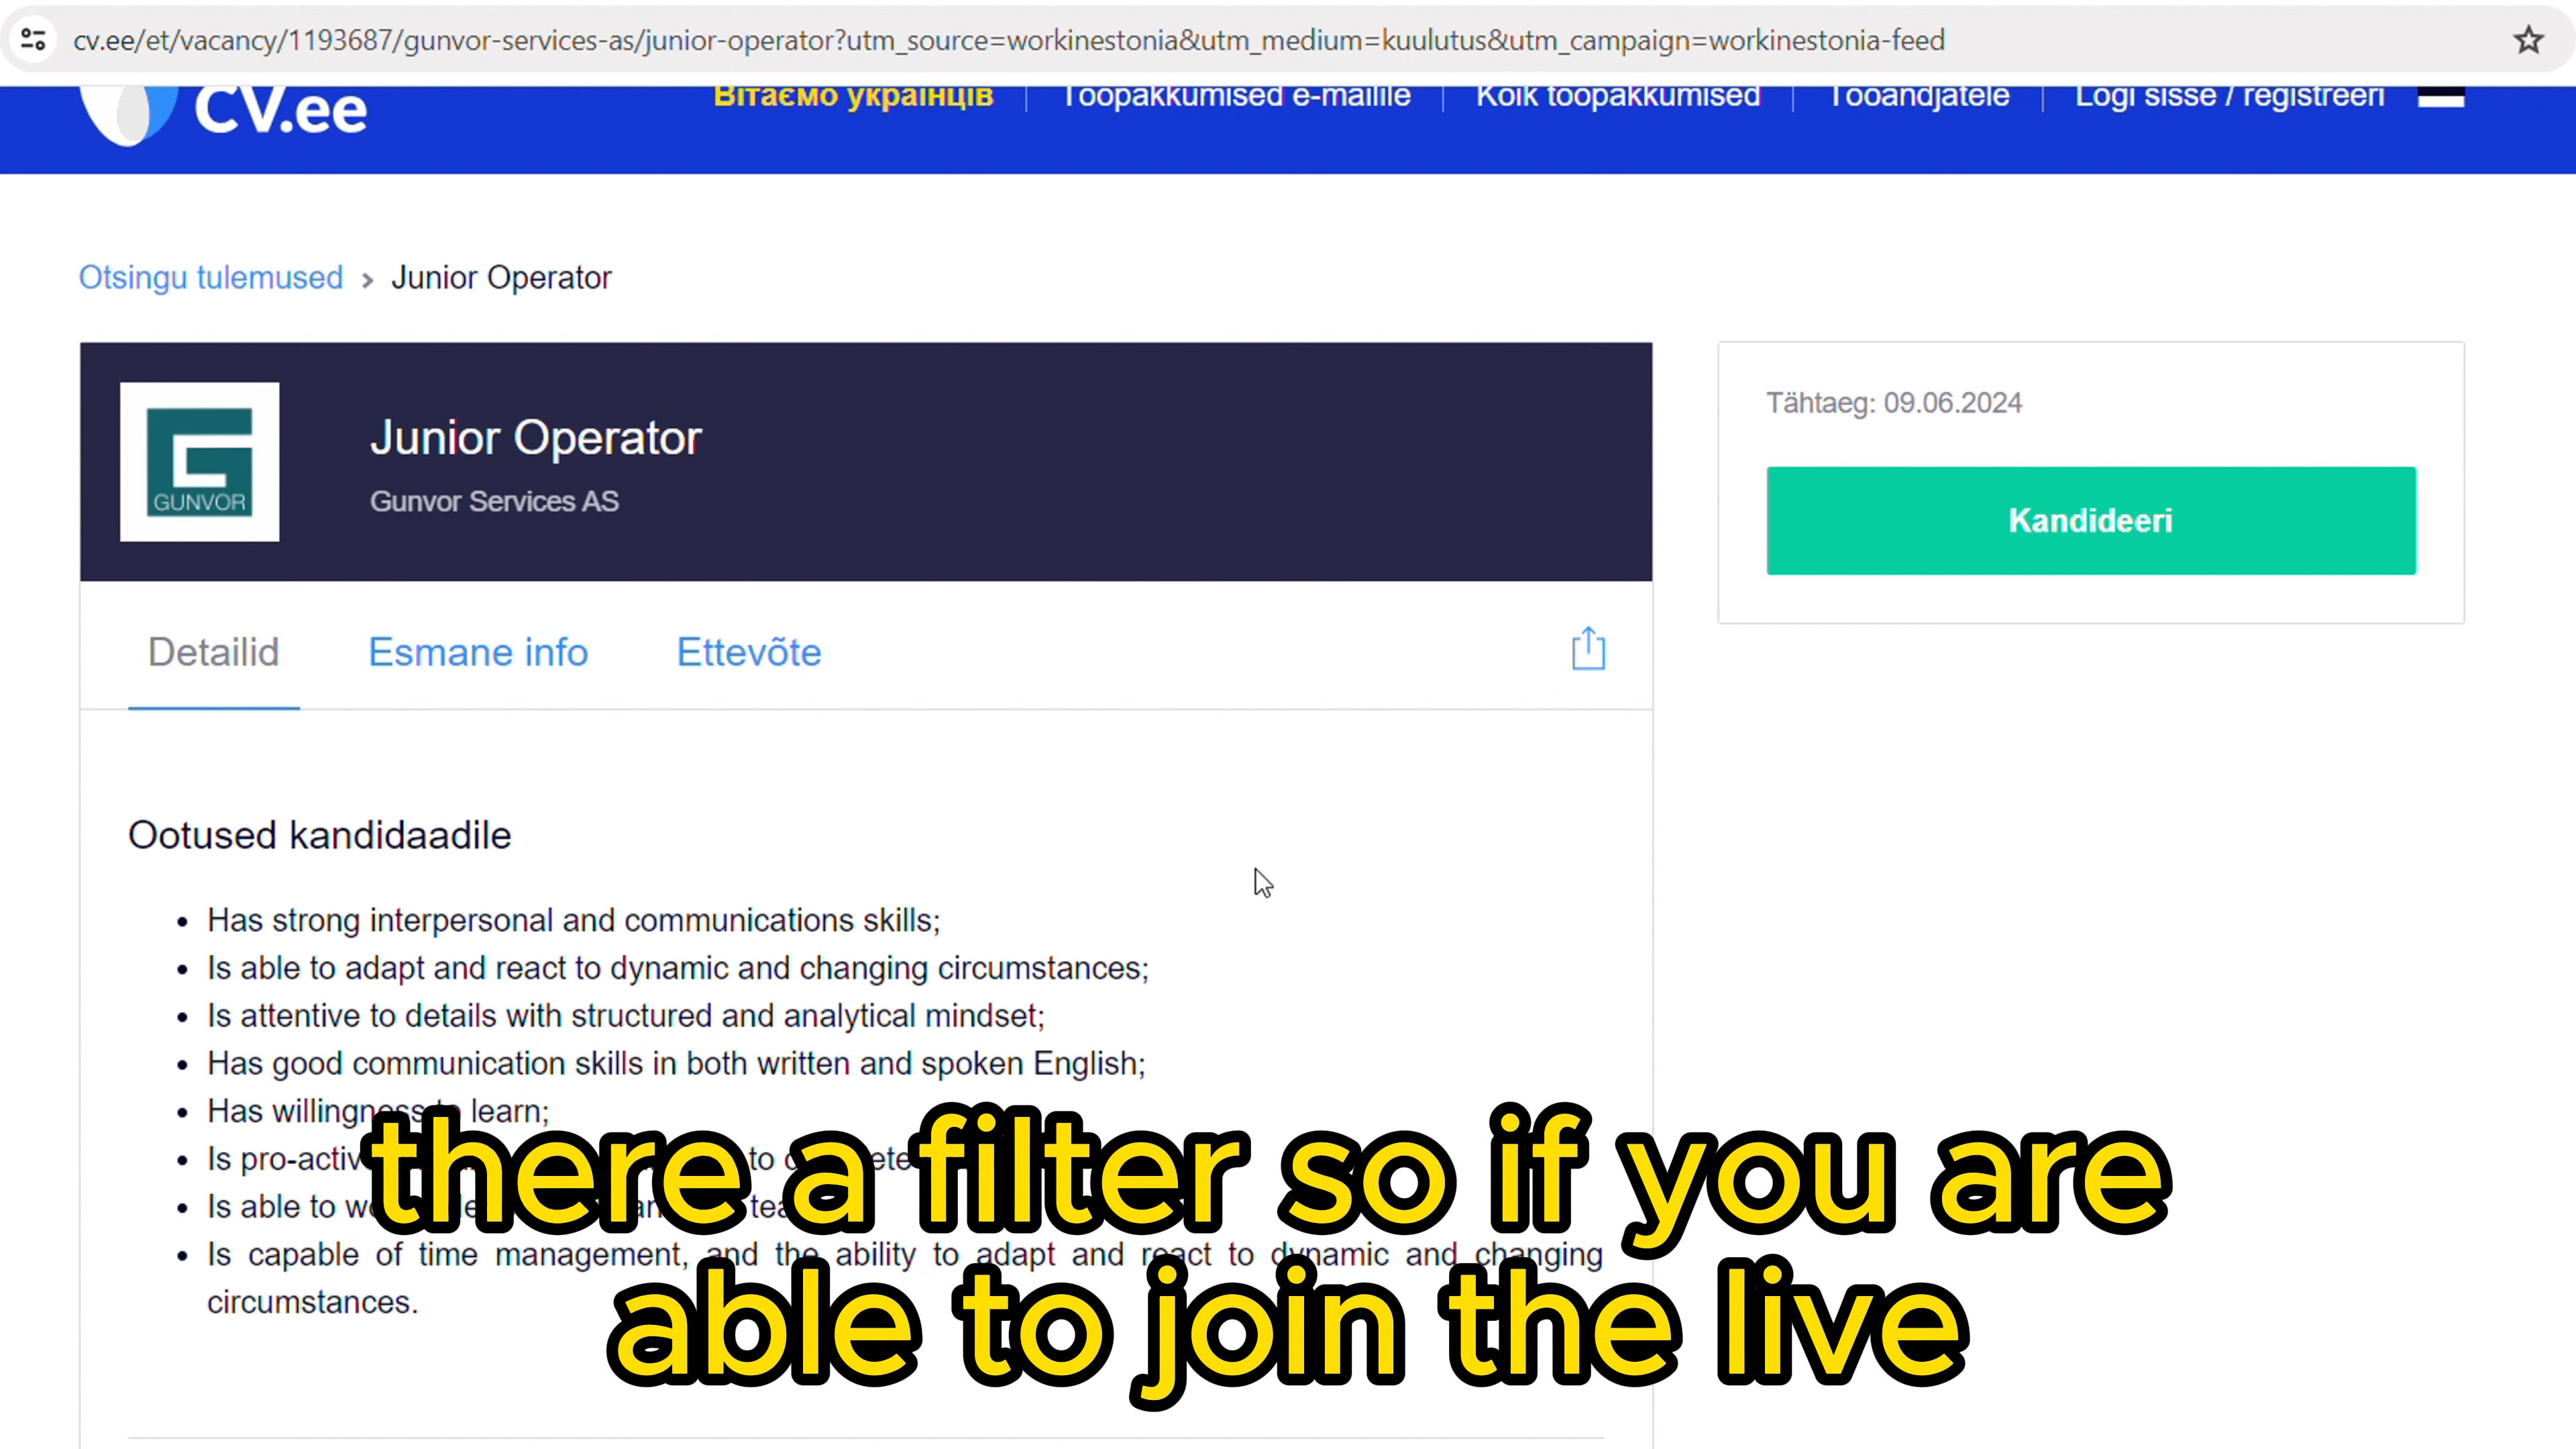 cv.ee/et/vacancy/1193687/gunvor-services-as/junior-operator?utm_source=workinestonia&utm_medium=kuulutus&utm_campaign=workinestonia-feed
CV.ee
Вітаємо українців
Tööpakkumised e-mailile
Kõik tööpakkumised
Tööandjatele
Logi sisse / registreeri
Otsingu tulemused > Junior Operator
GUNVOR
Junior Operator
Gunvor Services AS
Tähtaeg: 09.06.2024
Kandideeri
Detailid
Esmane info
Ettevõte
Ootused kandidaadile
• Has strong interpersonal and communications skills;
• Is able to adapt and react to dynamic and changing circumstances;
• Is attentive to details with structured and analytical mindset;
• Has good communication skills in both written and spoken English;
• Has willingness to learn;
• Is pro-activ to
• Is able to
• Is capable of time management, and the ability to adapt and react to dynamic and changing
circumstances.
there a filter so if you are
able to join the live